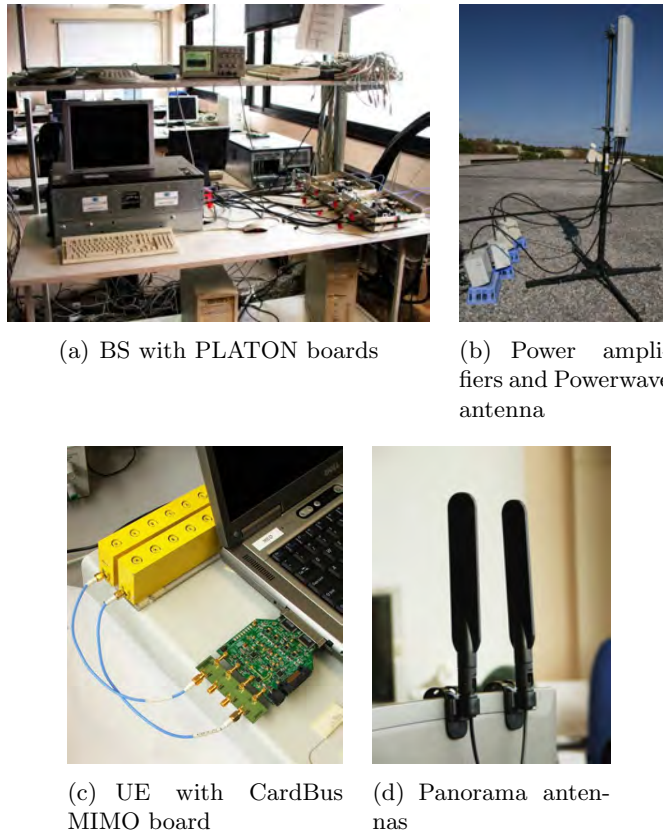 (a) BS with PLATON boards
(b) Power ampli-
fiers and Powerwave
antenna
(c) UE with CardBus
MIMO board
(d) Panorama anten-
nas